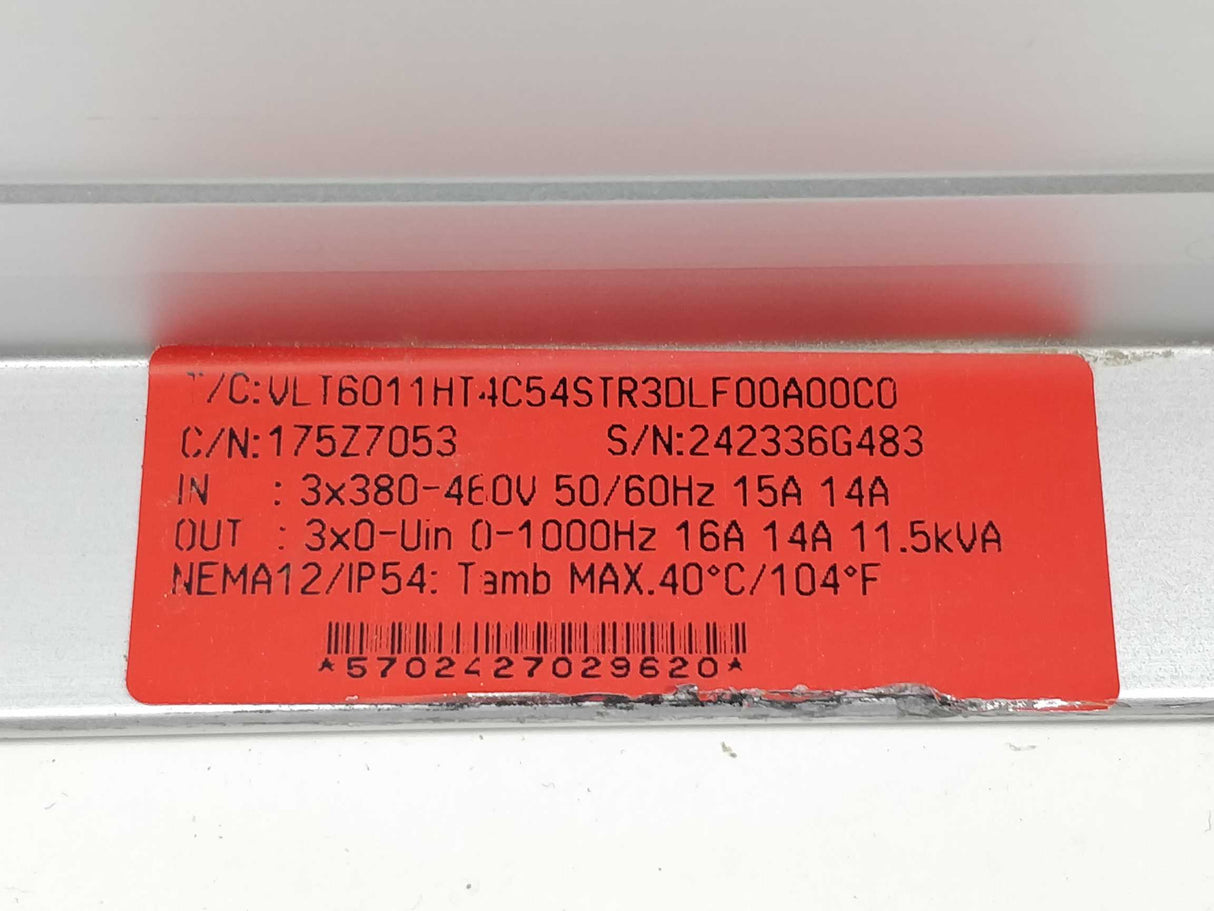 T/C:VLT6011HT4C54STR3DLF00A00C0
C/N:175Z7053 S/N:242336G483
IN : 3x380-460V 50/60Hz 15A 14A
OUT : 3x0-Uin 0-1000Hz 16A 14A 11.5kVA
NEMA12/IP54: Tamb MAX.40°C/104°F
*5702427029620*